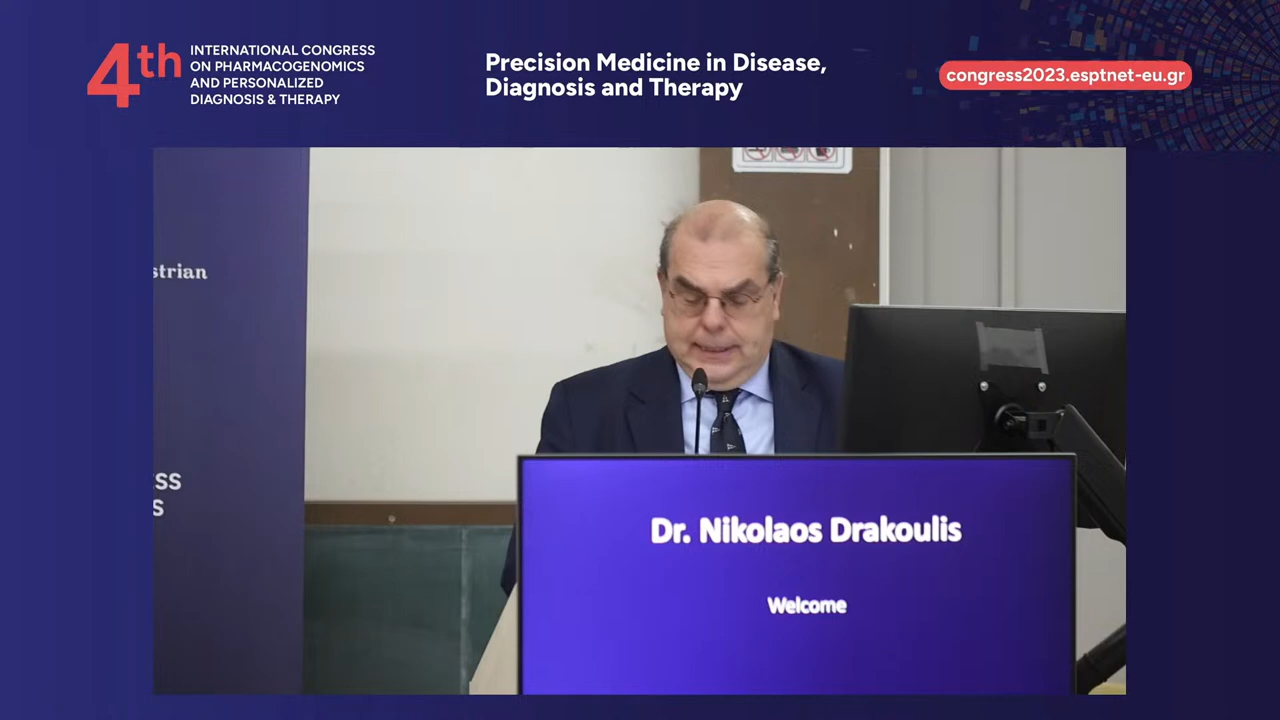 4th
INTERNATIONAL CONGRESS
ON PHARMACOGENOMICS
AND PERSONALIZED
DIAGNOSIS & THERAPY
Precision Medicine in Disease,
Diagnosis and Therapy
congress2023.esptnet-eu.gr
strian
SS
S
Dr. Nikolaos Drakoulis
Welcome